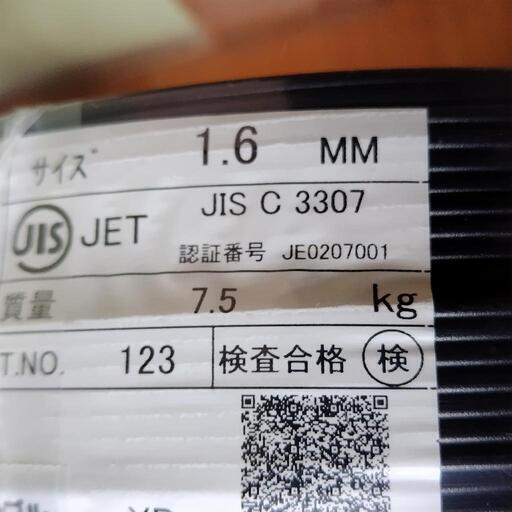 サイズ 1.6 MM
JIS JET JIS C 3307
認証番号 JE0207001
質量 7.5 kg
T.NO. 123 検査合格 検